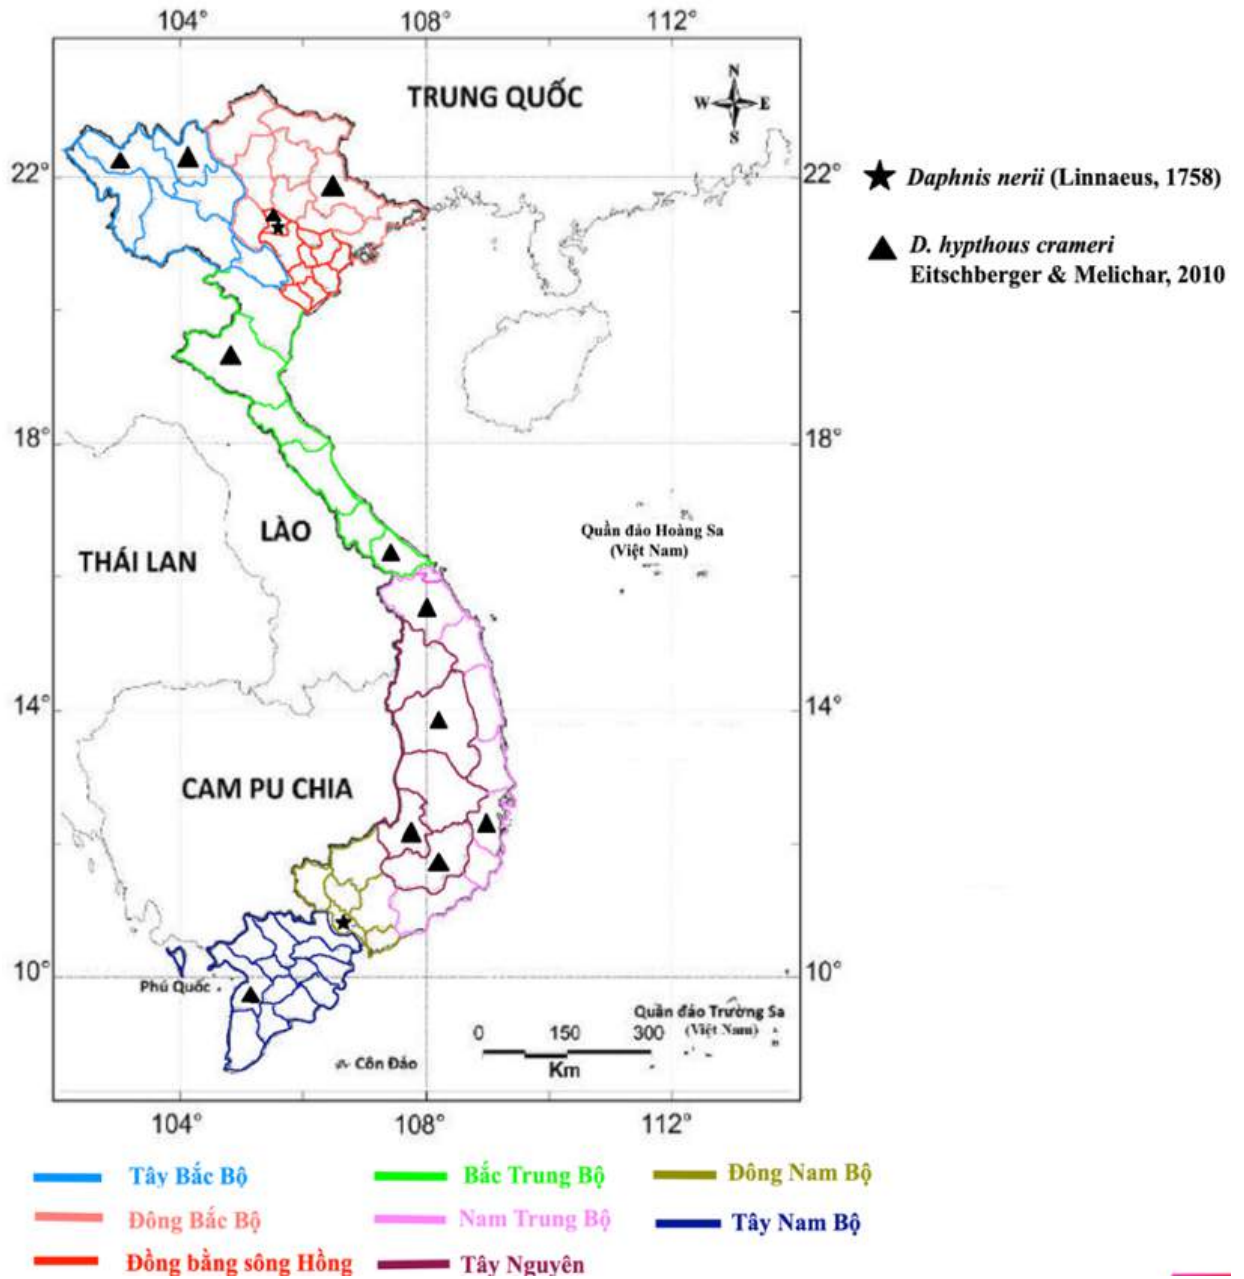 104°
108°
112°
TRUNG QUỐC
N
W
E
S
22°
22°
Daphnis nerii (Linnaeus, 1758)
D. hypthous crameri
Eitschberger & Melichar, 2010
18°
18°
LÀO
THÁI LAN
Quần đảo Hoàng Sa
(Việt Nam)
14°
14°
CAM PU CHIA
10°
10°
Phú Quốc
Quần đảo Trường Sa
(Việt Nam)
0 150 300
Km
Côn Đảo
104°
108°
112°
Tây Bắc Bộ
Bắc Trung Bộ
Đông Nam Bộ
Đông Bắc Bộ
Nam Trung Bộ
Tây Nam Bộ
Đồng bằng sông Hồng
Tây Nguyên